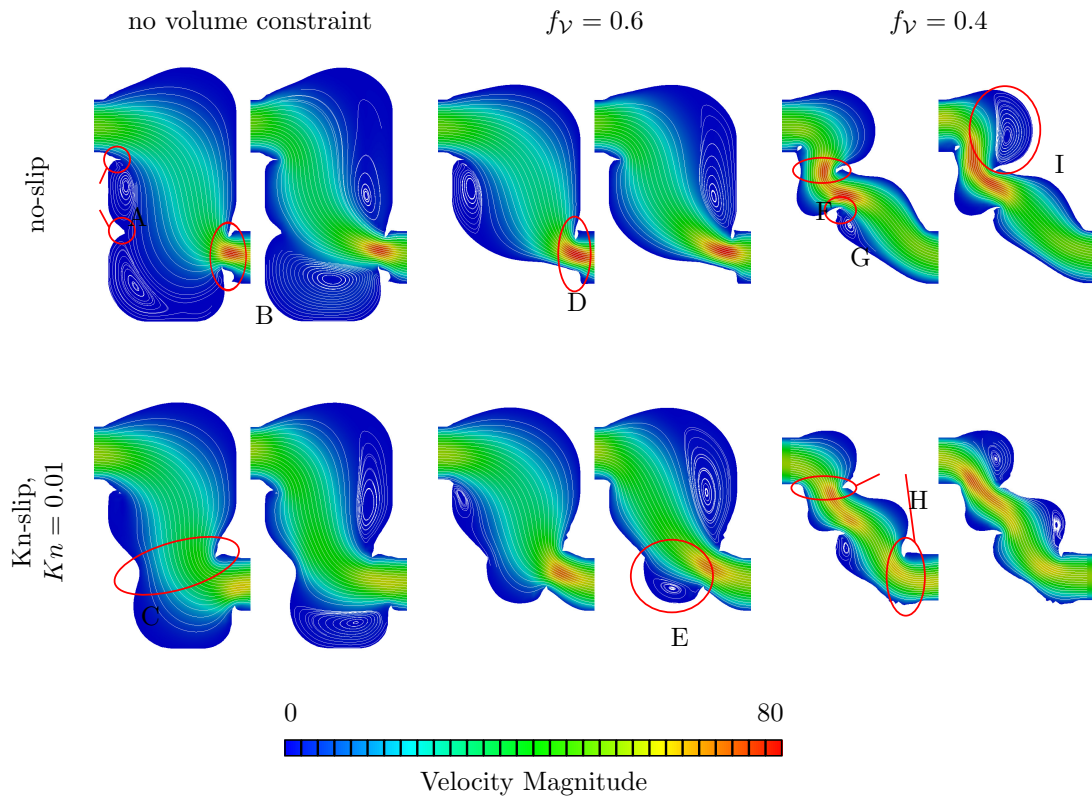 no volume constraint
f_𝒱 = 0.6
f_𝒱 = 0.4
no-slip
A
B
D
F
G
I
Kn-slip,
Kn = 0.01
C
E
H
0
80
Velocity Magnitude